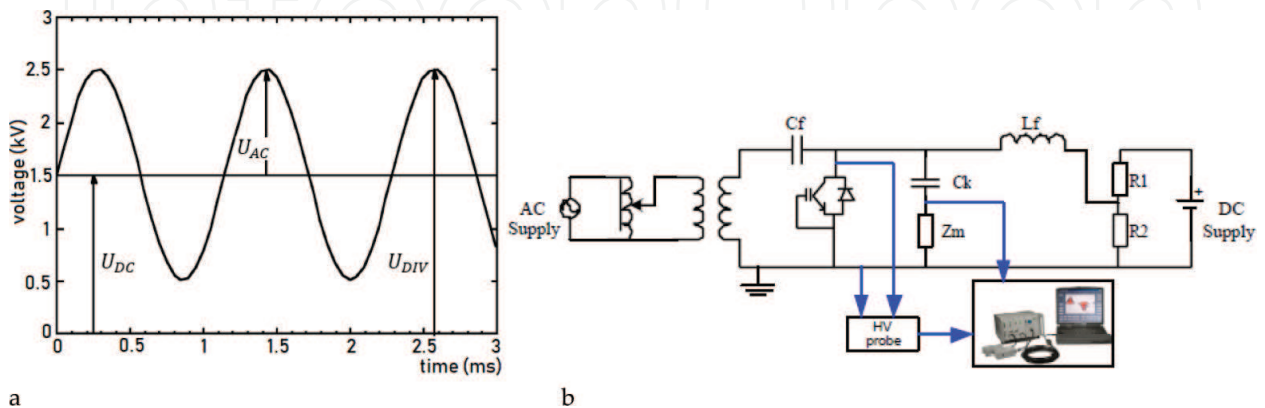 3
2.5
2
1.5
1
0.5
0
voltage (kV)
U_AC
U_DC
U_DIV
0 0.5 1 1.5 2 2.5 3
time (ms)
a
Cf
Lf
AC
Supply
Ck
Zm
R1
R2
+
DC
Supply
HV
probe
b